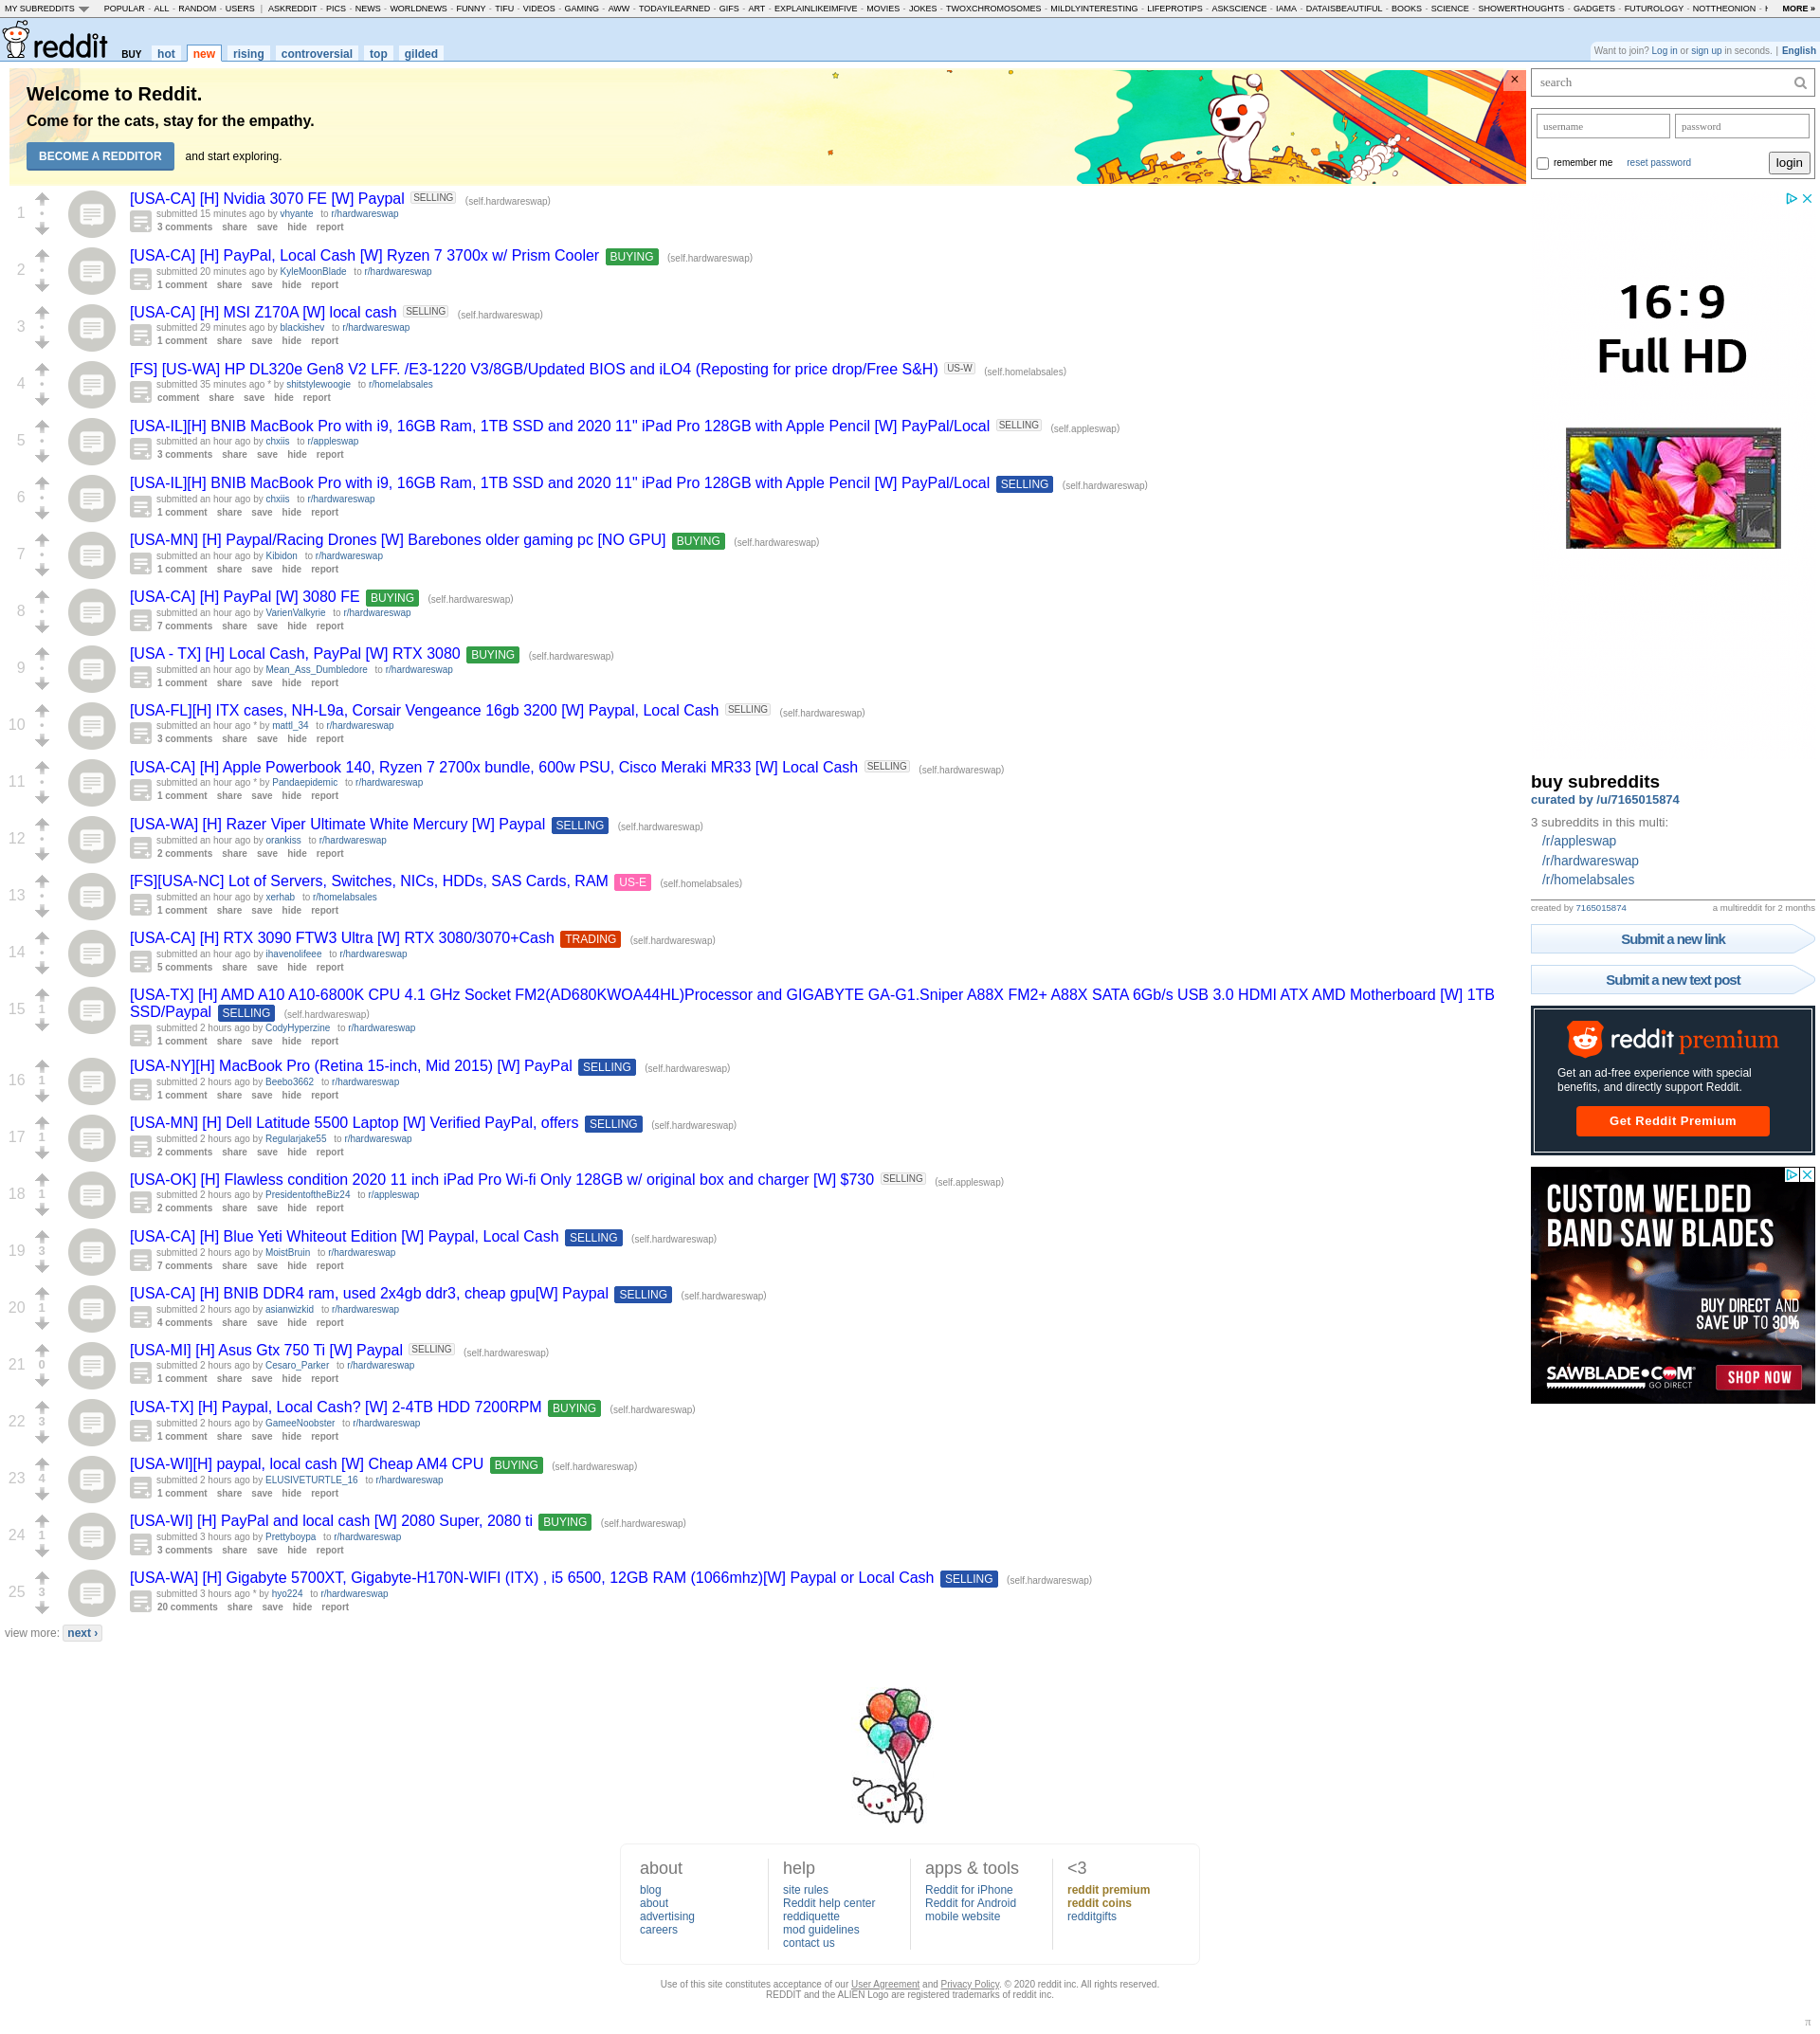 MY SUBREDDITS POPULAR - ALL - RANDOM - USERS | ASKREDDIT - PICS - NEWS - WORLDNEWS - FUNNY - TIFU - VIDEOS - GAMING - AWW - TODAYILEARNED - GIFS - ART - EXPLAINLIKEIMFIVE - MOVIES - JOKES - TWOXCHROMOSOMES - MILDLYINTERESTING - LIFEPROTIPS - ASKSCIENCE - IAMA - DATAISBEAUTIFUL - BOOKS - SCIENCE - SHOWERTHOUGHTS - GADGETS - FUTUROLOGY - NOTTHEONION - MORE »
reddit BUY hot new rising controversial top gilded
Want to join? Log in or sign up in seconds. | English
Welcome to Reddit.
Come for the cats, stay for the empathy.
BECOME A REDDITOR and start exploring.
×
search
username password
remember me reset password login
1 [USA-CA] [H] Nvidia 3070 FE [W] Paypal SELLING (self.hardwareswap)
submitted 15 minutes ago by vhyante to r/hardwareswap
3 comments share save hide report
2 [USA-CA] [H] PayPal, Local Cash [W] Ryzen 7 3700x w/ Prism Cooler BUYING (self.hardwareswap)
submitted 20 minutes ago by KyleMoonBlade to r/hardwareswap
1 comment share save hide report
3 [USA-CA] [H] MSI Z170A [W] local cash SELLING (self.hardwareswap)
submitted 29 minutes ago by blackishev to r/hardwareswap
1 comment share save hide report
4 [FS] [US-WA] HP DL320e Gen8 V2 LFF. /E3-1220 V3/8GB/Updated BIOS and iLO4 (Reposting for price drop/Free S&H) US-W (self.homelabsales)
submitted 35 minutes ago * by shitstylewoogie to r/homelabsales
comment share save hide report
5 [USA-IL][H] BNIB MacBook Pro with i9, 16GB Ram, 1TB SSD and 2020 11" iPad Pro 128GB with Apple Pencil [W] PayPal/Local SELLING (self.appleswap)
submitted an hour ago by chxiis to r/appleswap
3 comments share save hide report
6 [USA-IL][H] BNIB MacBook Pro with i9, 16GB Ram, 1TB SSD and 2020 11" iPad Pro 128GB with Apple Pencil [W] PayPal/Local SELLING (self.hardwareswap)
submitted an hour ago by chxiis to r/hardwareswap
1 comment share save hide report
7 [USA-MN] [H] Paypal/Racing Drones [W] Barebones older gaming pc [NO GPU] BUYING (self.hardwareswap)
submitted an hour ago by Kibidon to r/hardwareswap
1 comment share save hide report
8 [USA-CA] [H] PayPal [W] 3080 FE BUYING (self.hardwareswap)
submitted an hour ago by VarienValkyrie to r/hardwareswap
7 comments share save hide report
9 [USA - TX] [H] Local Cash, PayPal [W] RTX 3080 BUYING (self.hardwareswap)
submitted an hour ago by Mean_Ass_Dumbledore to r/hardwareswap
1 comment share save hide report
10 [USA-FL][H] ITX cases, NH-L9a, Corsair Vengeance 16gb 3200 [W] Paypal, Local Cash SELLING (self.hardwareswap)
submitted an hour ago * by mattl_34 to r/hardwareswap
3 comments share save hide report
11 [USA-CA] [H] Apple Powerbook 140, Ryzen 7 2700x bundle, 600w PSU, Cisco Meraki MR33 [W] Local Cash SELLING (self.hardwareswap)
submitted an hour ago * by Pandaepidemic to r/hardwareswap
1 comment share save hide report
12 [USA-WA] [H] Razer Viper Ultimate White Mercury [W] Paypal SELLING (self.hardwareswap)
submitted an hour ago by orankiss to r/hardwareswap
2 comments share save hide report
13 [FS][USA-NC] Lot of Servers, Switches, NICs, HDDs, SAS Cards, RAM US-E (self.homelabsales)
submitted an hour ago by xerhab to r/homelabsales
1 comment share save hide report
14 [USA-CA] [H] RTX 3090 FTW3 Ultra [W] RTX 3080/3070+Cash TRADING (self.hardwareswap)
submitted an hour ago by ihavenolifeee to r/hardwareswap
5 comments share save hide report
15 1 [USA-TX] [H] AMD A10 A10-6800K CPU 4.1 GHz Socket FM2(AD680KWOA44HL)Processor and GIGABYTE GA-G1.Sniper A88X FM2+ A88X SATA 6Gb/s USB 3.0 HDMI ATX AMD Motherboard [W] 1TB
SSD/Paypal SELLING (self.hardwareswap)
submitted 2 hours ago by CodyHyperzine to r/hardwareswap
1 comment share save hide report
16 1 [USA-NY][H] MacBook Pro (Retina 15-inch, Mid 2015) [W] PayPal SELLING (self.hardwareswap)
submitted 2 hours ago by Beebo3662 to r/hardwareswap
1 comment share save hide report
17 1 [USA-MN] [H] Dell Latitude 5500 Laptop [W] Verified PayPal, offers SELLING (self.hardwareswap)
submitted 2 hours ago by Regularjake55 to r/hardwareswap
2 comments share save hide report
18 1 [USA-OK] [H] Flawless condition 2020 11 inch iPad Pro Wi-fi Only 128GB w/ original box and charger [W] $730 SELLING (self.appleswap)
submitted 2 hours ago by PresidentoftheBiz24 to r/appleswap
2 comments share save hide report
19 3 [USA-CA] [H] Blue Yeti Whiteout Edition [W] Paypal, Local Cash SELLING (self.hardwareswap)
submitted 2 hours ago by MoistBruin to r/hardwareswap
7 comments share save hide report
20 1 [USA-CA] [H] BNIB DDR4 ram, used 2x4gb ddr3, cheap gpu[W] Paypal SELLING (self.hardwareswap)
submitted 2 hours ago by asianwizkid to r/hardwareswap
4 comments share save hide report
21 0 [USA-MI] [H] Asus Gtx 750 Ti [W] Paypal SELLING (self.hardwareswap)
submitted 2 hours ago by Cesaro_Parker to r/hardwareswap
1 comment share save hide report
22 3 [USA-TX] [H] Paypal, Local Cash? [W] 2-4TB HDD 7200RPM BUYING (self.hardwareswap)
submitted 2 hours ago by GameeNoobster to r/hardwareswap
1 comment share save hide report
23 4 [USA-WI][H] paypal, local cash [W] Cheap AM4 CPU BUYING (self.hardwareswap)
submitted 2 hours ago by ELUSIVETURTLE_16 to r/hardwareswap
1 comment share save hide report
24 1 [USA-WI] [H] PayPal and local cash [W] 2080 Super, 2080 ti BUYING (self.hardwareswap)
submitted 3 hours ago by Prettyboypa to r/hardwareswap
3 comments share save hide report
25 3 [USA-WA] [H] Gigabyte 5700XT, Gigabyte-H170N-WIFI (ITX) , i5 6500, 12GB RAM (1066mhz)[W] Paypal or Local Cash SELLING (self.hardwareswap)
submitted 3 hours ago * by hyo224 to r/hardwareswap
20 comments share save hide report
view more: next ›
16:9
Full HD
buy subreddits
curated by /u/7165015874
3 subreddits in this multi:
/r/appleswap
/r/hardwareswap
/r/homelabsales
created by 7165015874 a multireddit for 2 months
Submit a new link
Submit a new text post
reddit premium
Get an ad-free experience with special
benefits, and directly support Reddit.
Get Reddit Premium
CUSTOM WELDED
BAND SAW BLADES
BUY DIRECT AND
SAVE UP TO 30%
SAWBLADE.COM
GO DIRECT
SHOP NOW
about
blog
about
advertising
careers
help
site rules
Reddit help center
reddiquette
mod guidelines
contact us
apps & tools
Reddit for iPhone
Reddit for Android
mobile website
<3
reddit premium
reddit coins
redditgifts
Use of this site constitutes acceptance of our User Agreement and Privacy Policy. © 2020 reddit inc. All rights reserved.
REDDIT and the ALIEN Logo are registered trademarks of reddit inc.
π